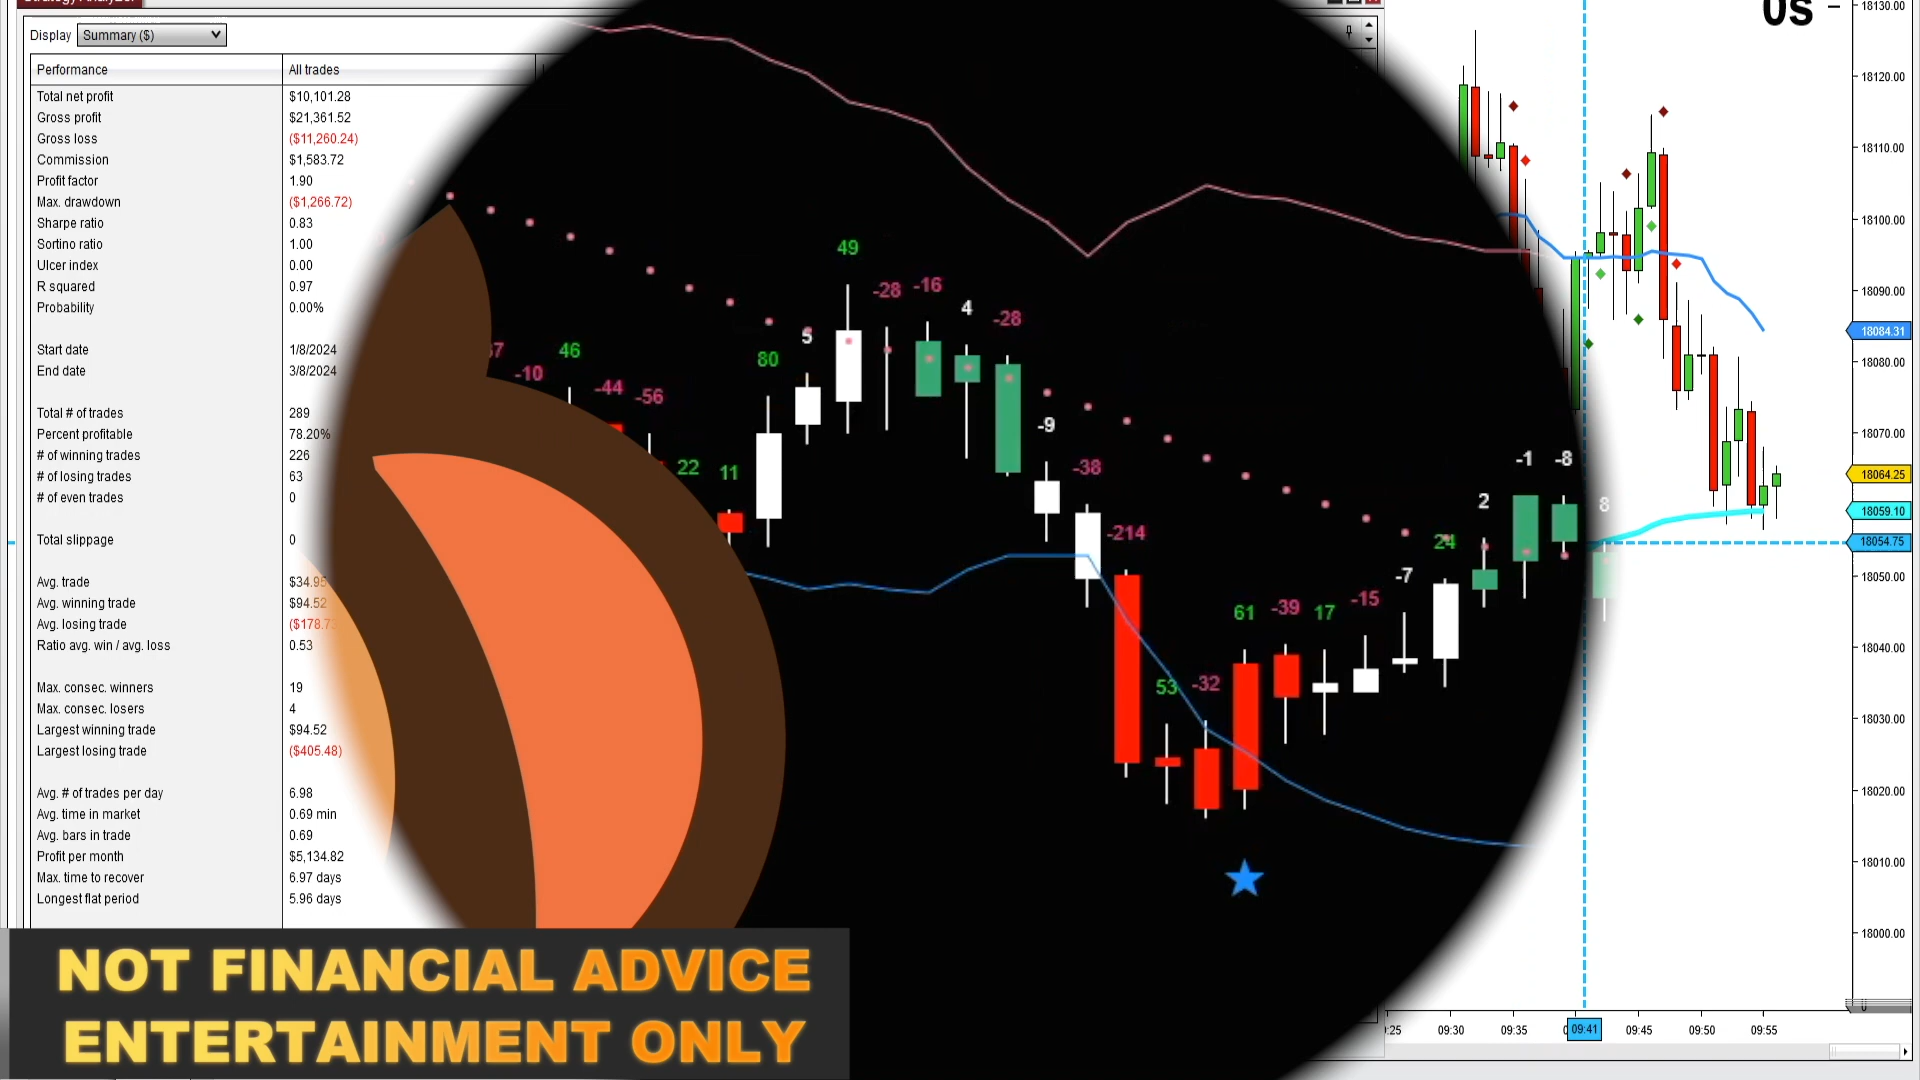 Strategy Analyzer
Display Summary ($)
Performance All trades
Total net profit $10,101.28
Gross profit $21,361.52
Gross loss ($11,260.24)
Commission $1,583.72
Profit factor 1.90
Max. drawdown ($1,266.72)
Sharpe ratio 0.83
Sortino ratio 1.00
Ulcer index 0.00
R squared 0.97
Probability 0.00%
Start date 1/8/2024
End date 3/8/2024
Total # of trades 289
Percent profitable 78.20%
# of winning trades 226
# of losing trades 63
# of even trades 0
Total slippage 0
Avg. trade $34.95
Avg. winning trade $94.52
Avg. losing trade ($178.7
Ratio avg. win / avg. loss 0.53
Max. consec. winners 19
Max. consec. losers 4
Largest winning trade $94.52
Largest losing trade ($405.48)
Avg. # of trades per day 6.98
Avg. time in market 0.69 min
Avg. bars in trade 0.69
Profit per month $5,134.82
Max. time to recover 6.97 days
Longest flat period 5.96 days
NOT FINANCIAL ADVICE
ENTERTAINMENT ONLY
-10
46
-44
-56
22
11
80
5
49
-28
-16
4
-28
-9
-38
-214
53
-32
61
-39
17
-15
-7
24
2
-1
-8
8
0s
18130.00
18120.00
18110.00
18100.00
18090.00
18084.31
18080.00
18070.00
18064.25
18059.10
18054.75
18050.00
18040.00
18030.00
18020.00
18010.00
18000.00
:25 09:30 09:35 09:41 09:45 09:50 09:55